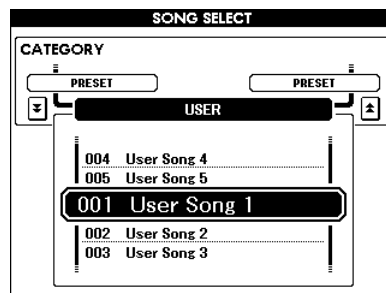 SONG SELECT
CATEGORY
PRESET PRESET
USER
004 User Song 4
005 User Song 5
001 User Song 1
002 User Song 2
003 User Song 3